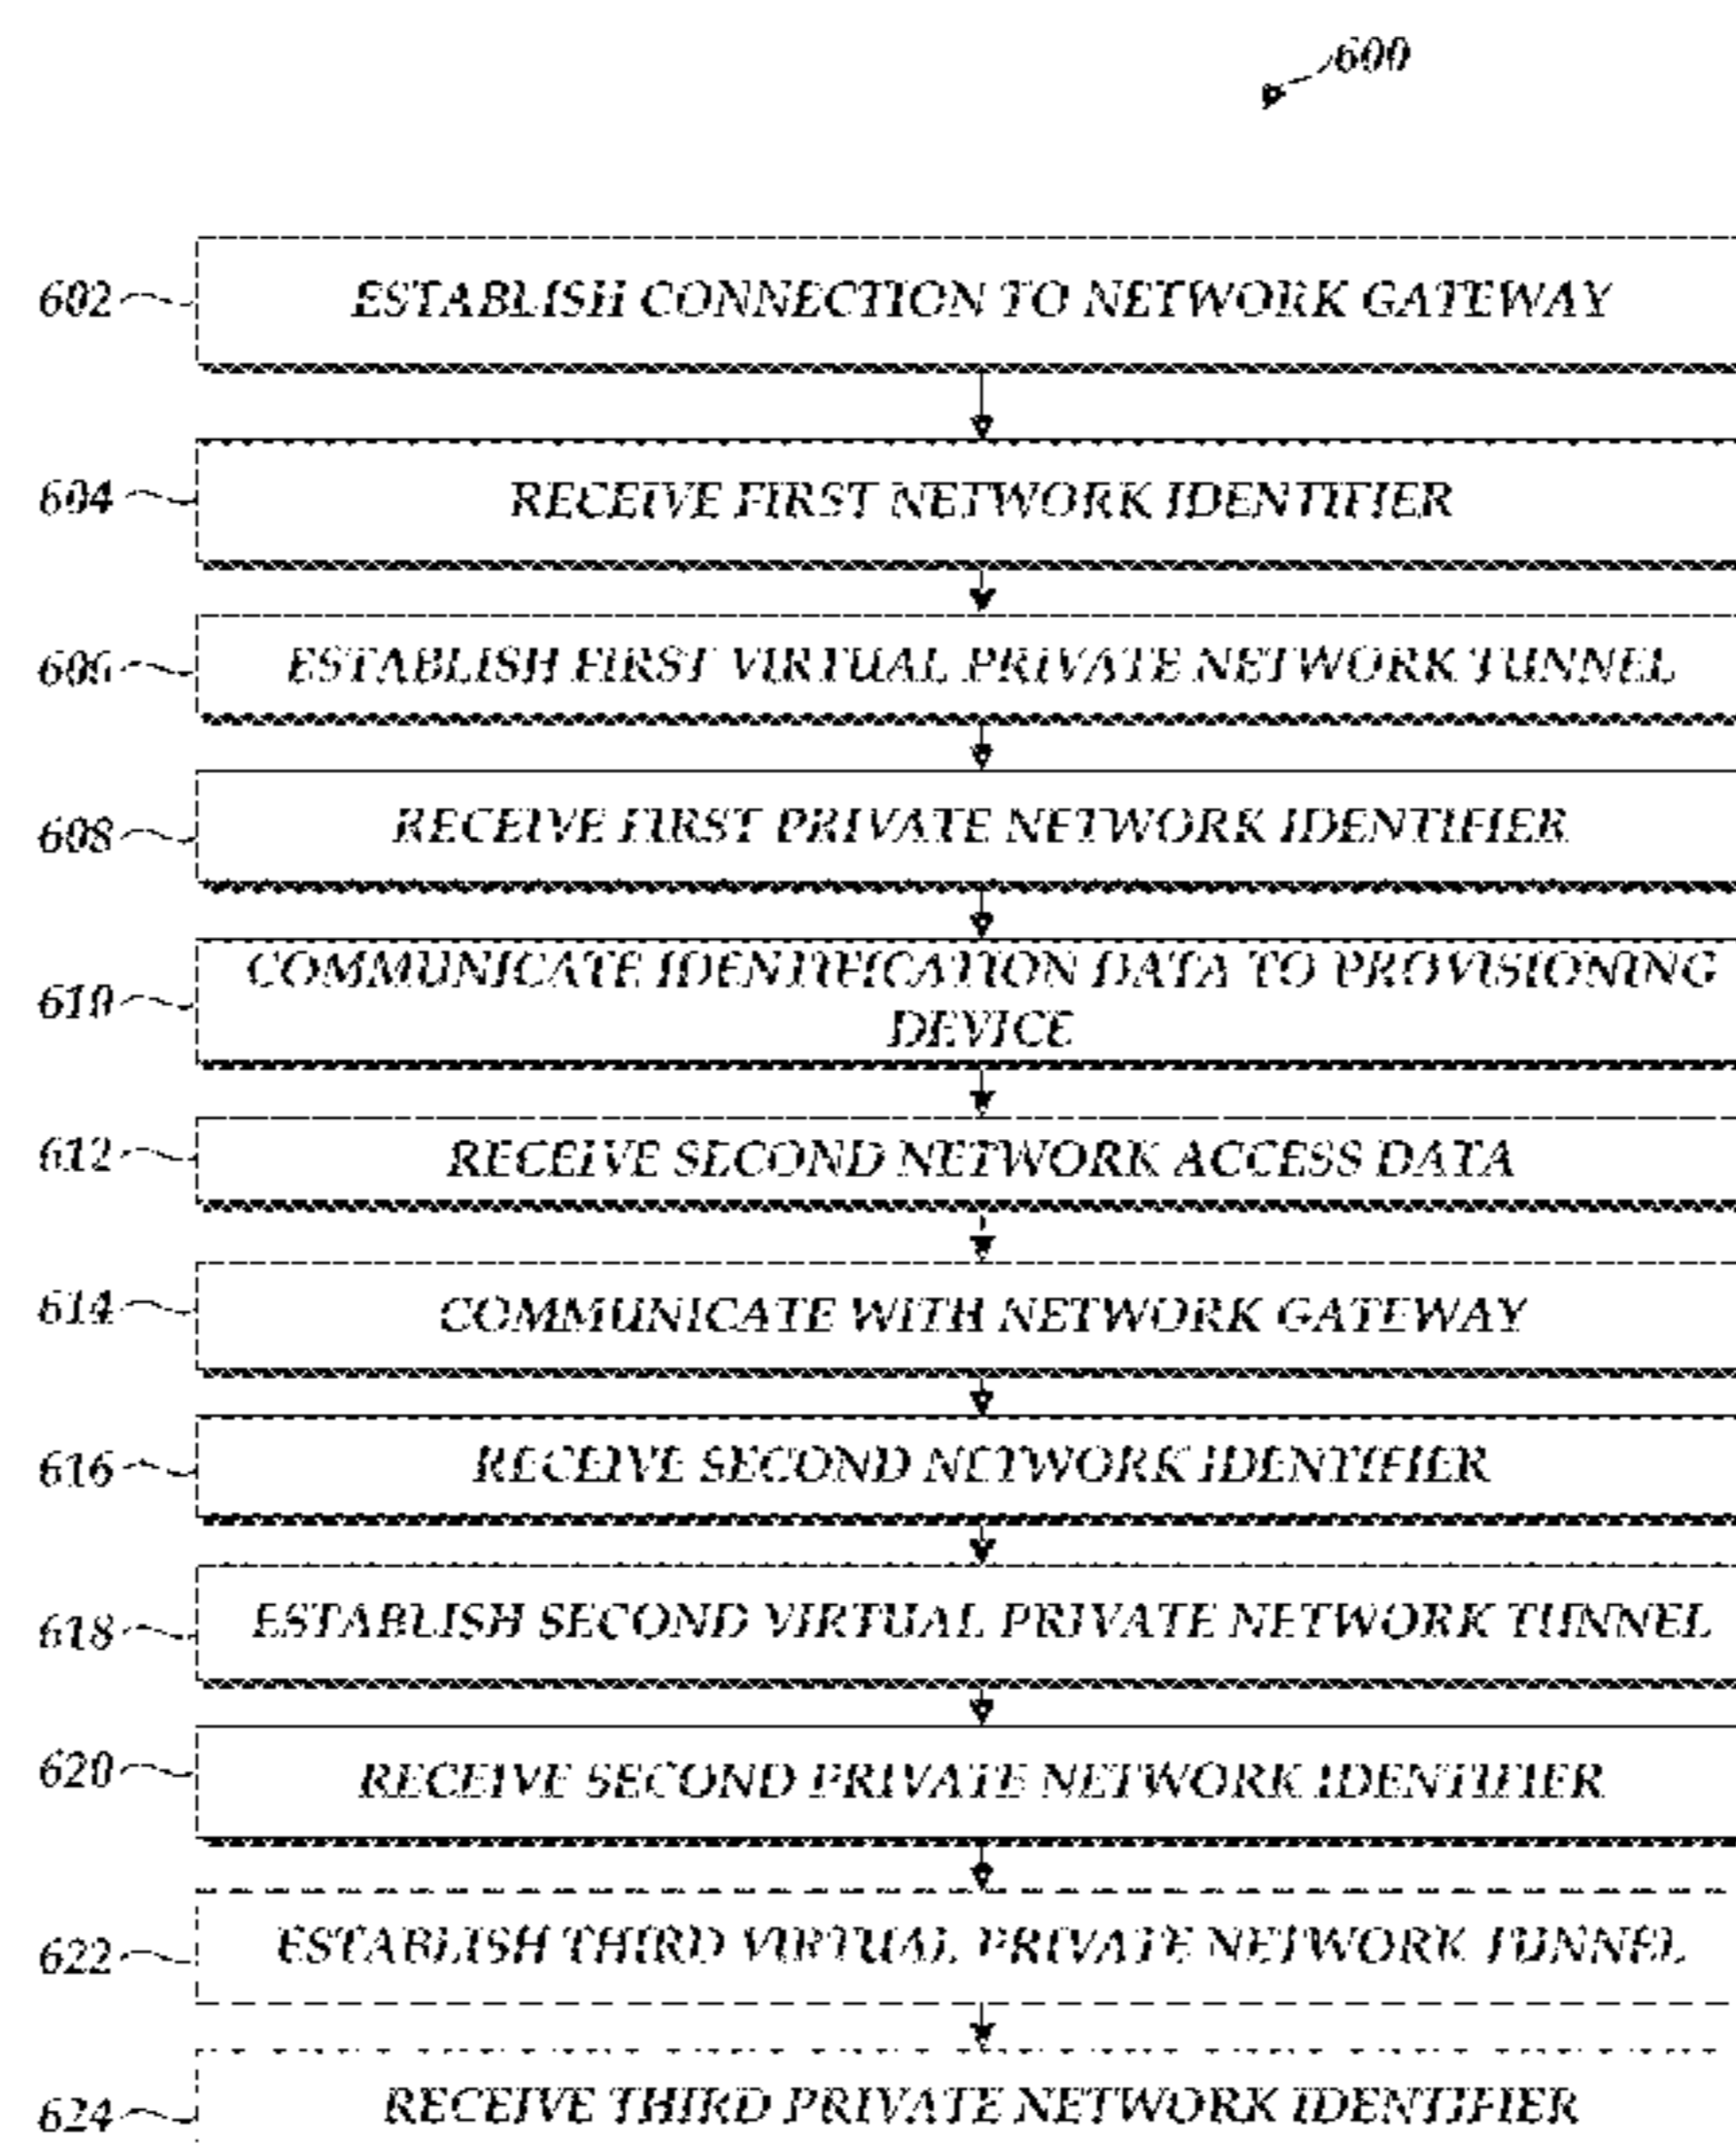 600
602 ESTABLISH CONNECTION TO NETWORK GATEWAY
604 RECEIVE FIRST NETWORK IDENTIFIER
606 ESTABLISH FIRST VIRTUAL PRIVATE NETWORK TUNNEL
608 RECEIVE FIRST PRIVATE NETWORK IDENTIFIER
610 COMMUNICATE IDENTIFICATION DATA TO PROVISIONING
DEVICE
612 RECEIVE SECOND NETWORK ACCESS DATA
614 COMMUNICATE WITH NETWORK GATEWAY
616 RECEIVE SECOND NETWORK IDENTIFIER
618 ESTABLISH SECOND VIRTUAL PRIVATE NETWORK TUNNEL
620 RECEIVE SECOND PRIVATE NETWORK IDENTIFIER
622 ESTABLISH THIRD VIRTUAL PRIVATE NETWORK TUNNEL
624 RECEIVE THIRD PRIVATE NETWORK IDENTIFIER